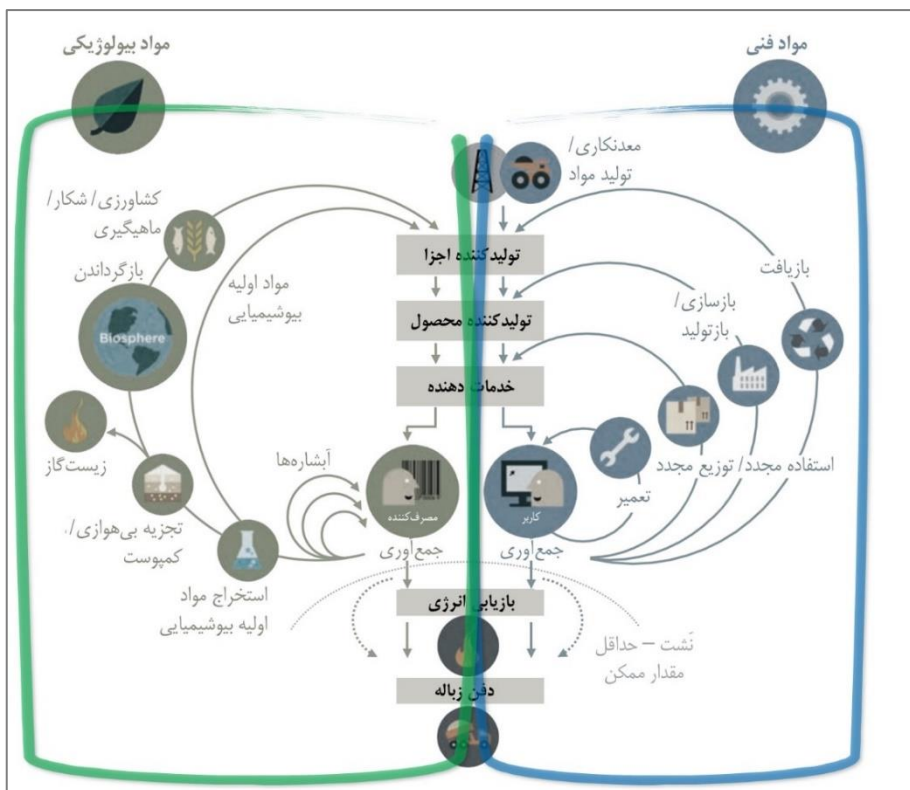 مواد فنی
مواد بیولوژیکی
معدنکاری/
تولید مواد
کشاورزی/ شکار/
ماهیگیری
تولیدکننده اجزا
بازیافت
بازگرداندن
مواد اولیه
بیوشیمیایی
بازسازی/
بازتولید
Biosphere
تولیدکننده محصول
خدمات دهنده
استفاده مجدد/ توزیع مجدد
آبشاره‌ها
زیست‌گاز
تعمیر
کاربر
مصرف‌کننده
تجزیه بی‌هوازی/.
کمپوست
جمع‌آوری
جمع‌آوری
استخراج مواد
اولیه بیوشیمیایی
بازیابی انرژی
نَشت – حداقل
مقدار ممکن
دفن زباله